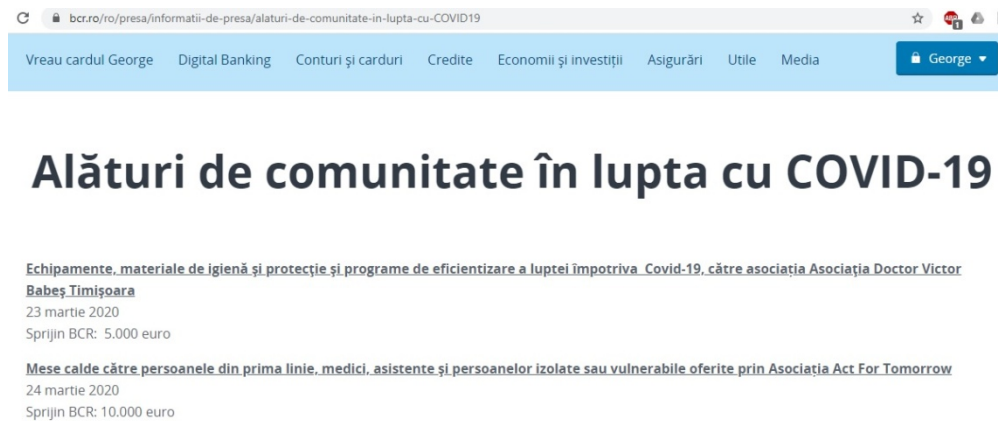 bcr.ro/ro/presa/informatii-de-presa/alaturi-de-comunitate-in-lupta-cu-COVID19
ABP
1
Vreau cardul George Digital Banking Conturi și carduri Credite Economii și investiții Asigurări Utile Media George
Alături de comunitate în lupta cu COVID-19
Echipamente, materiale de igienă și protecție și programe de eficientizare a luptei împotriva Covid-19, către asociația Asociația Doctor Victor
Babeș Timișoara
23 martie 2020
Sprijin BCR: 5.000 euro
Mese calde către persoanele din prima linie, medici, asistente și persoanelor izolate sau vulnerabile oferite prin Asociația Act For Tomorrow
24 martie 2020
Sprijin BCR: 10.000 euro